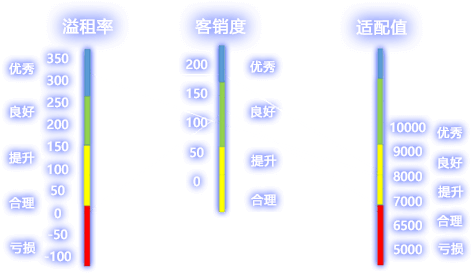 溢租率
客销度
适配值
350
优秀
300
250
良好
200
150
提升
100
50
合理
0
-50
亏损
-100
200
优秀
150
良好
100
50
提升
0
合理
10000
优秀
9000
良好
8000
提升
7000
合理
6500
亏损
5000